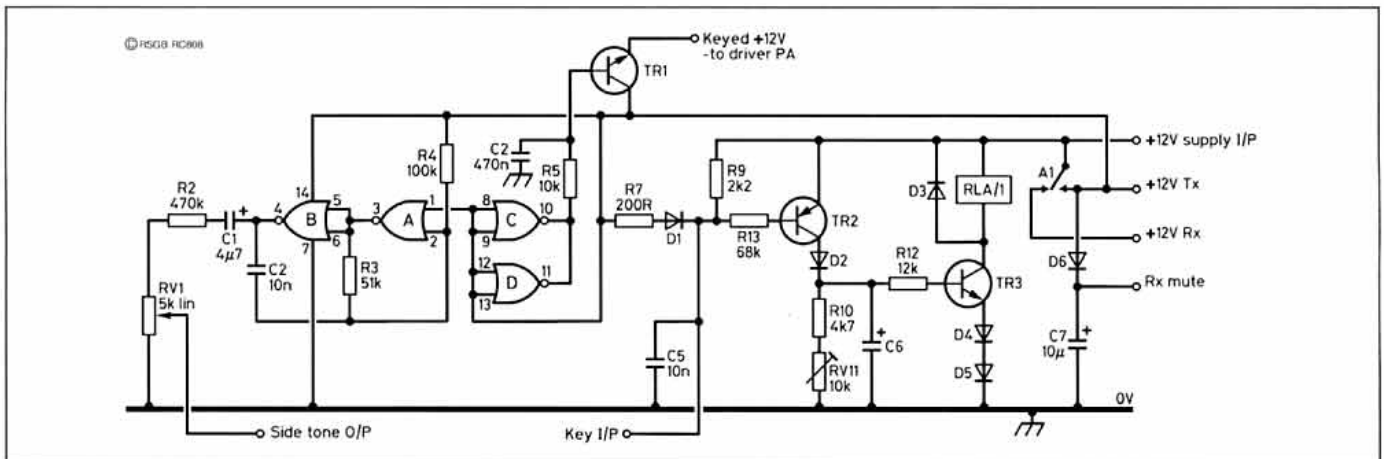 © RSGB RC868
Keyed +12V
-to driver PA
TR1
C2
470n
R4
100k
R5
10k
R9
2k2
+12V supply I/P
A1
+12V Tx
+12V Rx
D6
Rx mute
C7
10µ
+
D3
RLA/1
TR2
R13
68k
D2
R12
12k
TR3
D4
D5
R10
4k7
C6
+
RV11
10k
R7
200R
D1
C5
10n
14
4
B
5
6
7
3
A
1
2
8
9
C
10
12
13
D
11
R2
470k
C1
4µ7
+
C2
10n
R3
51k
RV1
5k lin
0V
Side tone O/P
Key I/P